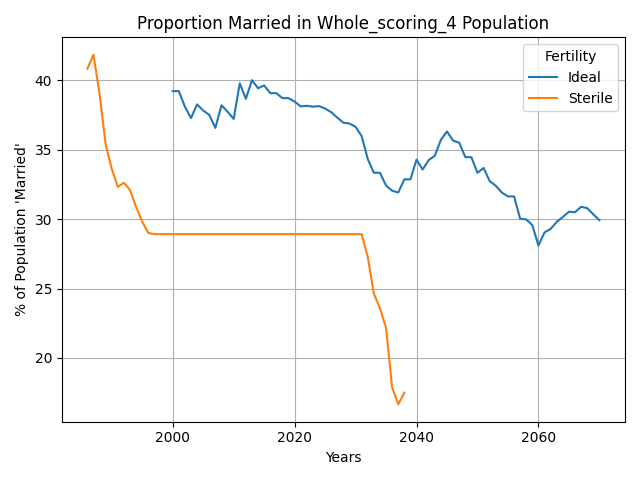 Proportion Married in Whole_scoring_4 Population
Fertility
Ideal
Sterile
% of Population 'Married'
40
35
30
25
20
2000
2020
2040
2060
Years